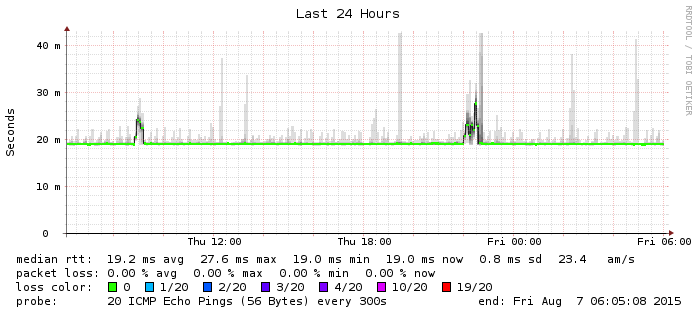 Last 24 Hours
RRDTOOL / TOBI OETIKER
Seconds
40 m
30 m
20 m
10 m
0
Thu 12:00 Thu 18:00 Fri 00:00 Fri 06:00
median rtt: 19.2 ms avg 27.6 ms max 19.0 ms min 19.0 ms now 0.8 ms sd 23.4 am/s
packet loss: 0.00 % avg 0.00 % max 0.00 % min 0.00 % now
loss color: 0 1/20 2/20 3/20 4/20 10/20 19/20
probe: 20 ICMP Echo Pings (56 Bytes) every 300s end: Fri Aug 7 06:05:08 2015